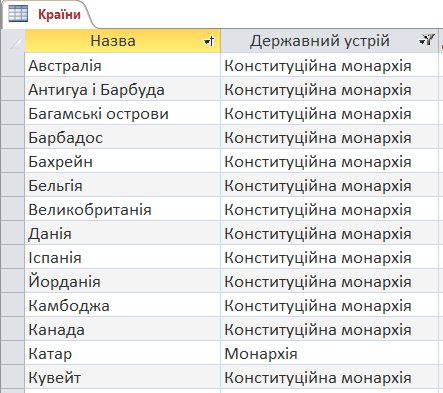 Країни
Назва Державний устрій
Австралія Конституційна монархія
Антигуа і Барбуда Конституційна монархія
Багамські острови Конституційна монархія
Барбадос Конституційна монархія
Бахрейн Конституційна монархія
Бельгія Конституційна монархія
Великобританія Конституційна монархія
Данія Конституційна монархія
Іспанія Конституційна монархія
Йорданія Конституційна монархія
Камбоджа Конституційна монархія
Канада Конституційна монархія
Катар Монархія
Кувейт Конституційна монархія